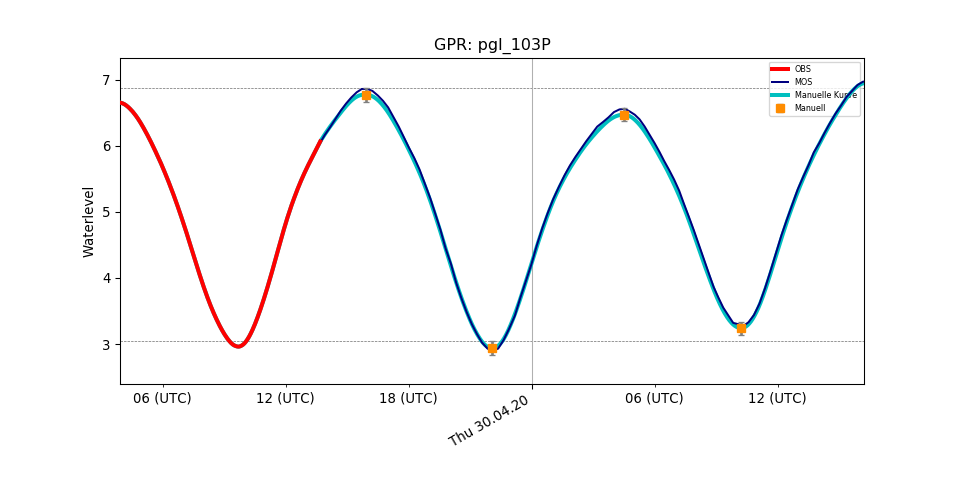 GPR: pgl_103P
Waterlevel
7
6
5
4
3
OBS
MOS
Manuelle Kurve
Manuell
06 (UTC)
12 (UTC)
18 (UTC)
Thu 30.04.20
06 (UTC)
12 (UTC)